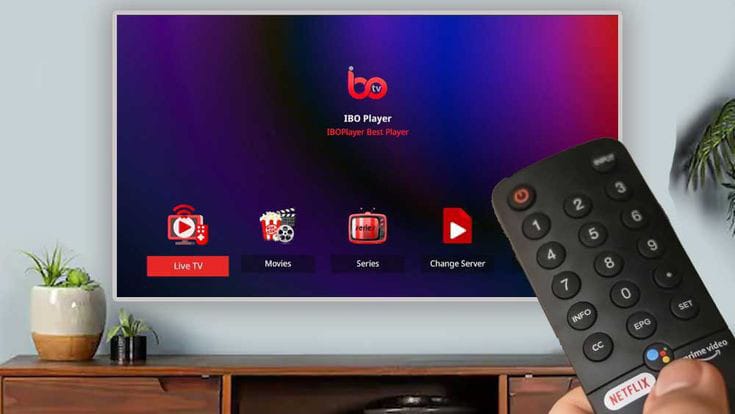 ibo
tv
IBO Player
IBOPlayer Best Player
series
Live TV
Movies
Series
Change Server
INPUT
1
2
3
4
5
6
7
8
9
*
INFO
0
SET
CC
EPG
NETFLIX
prime video